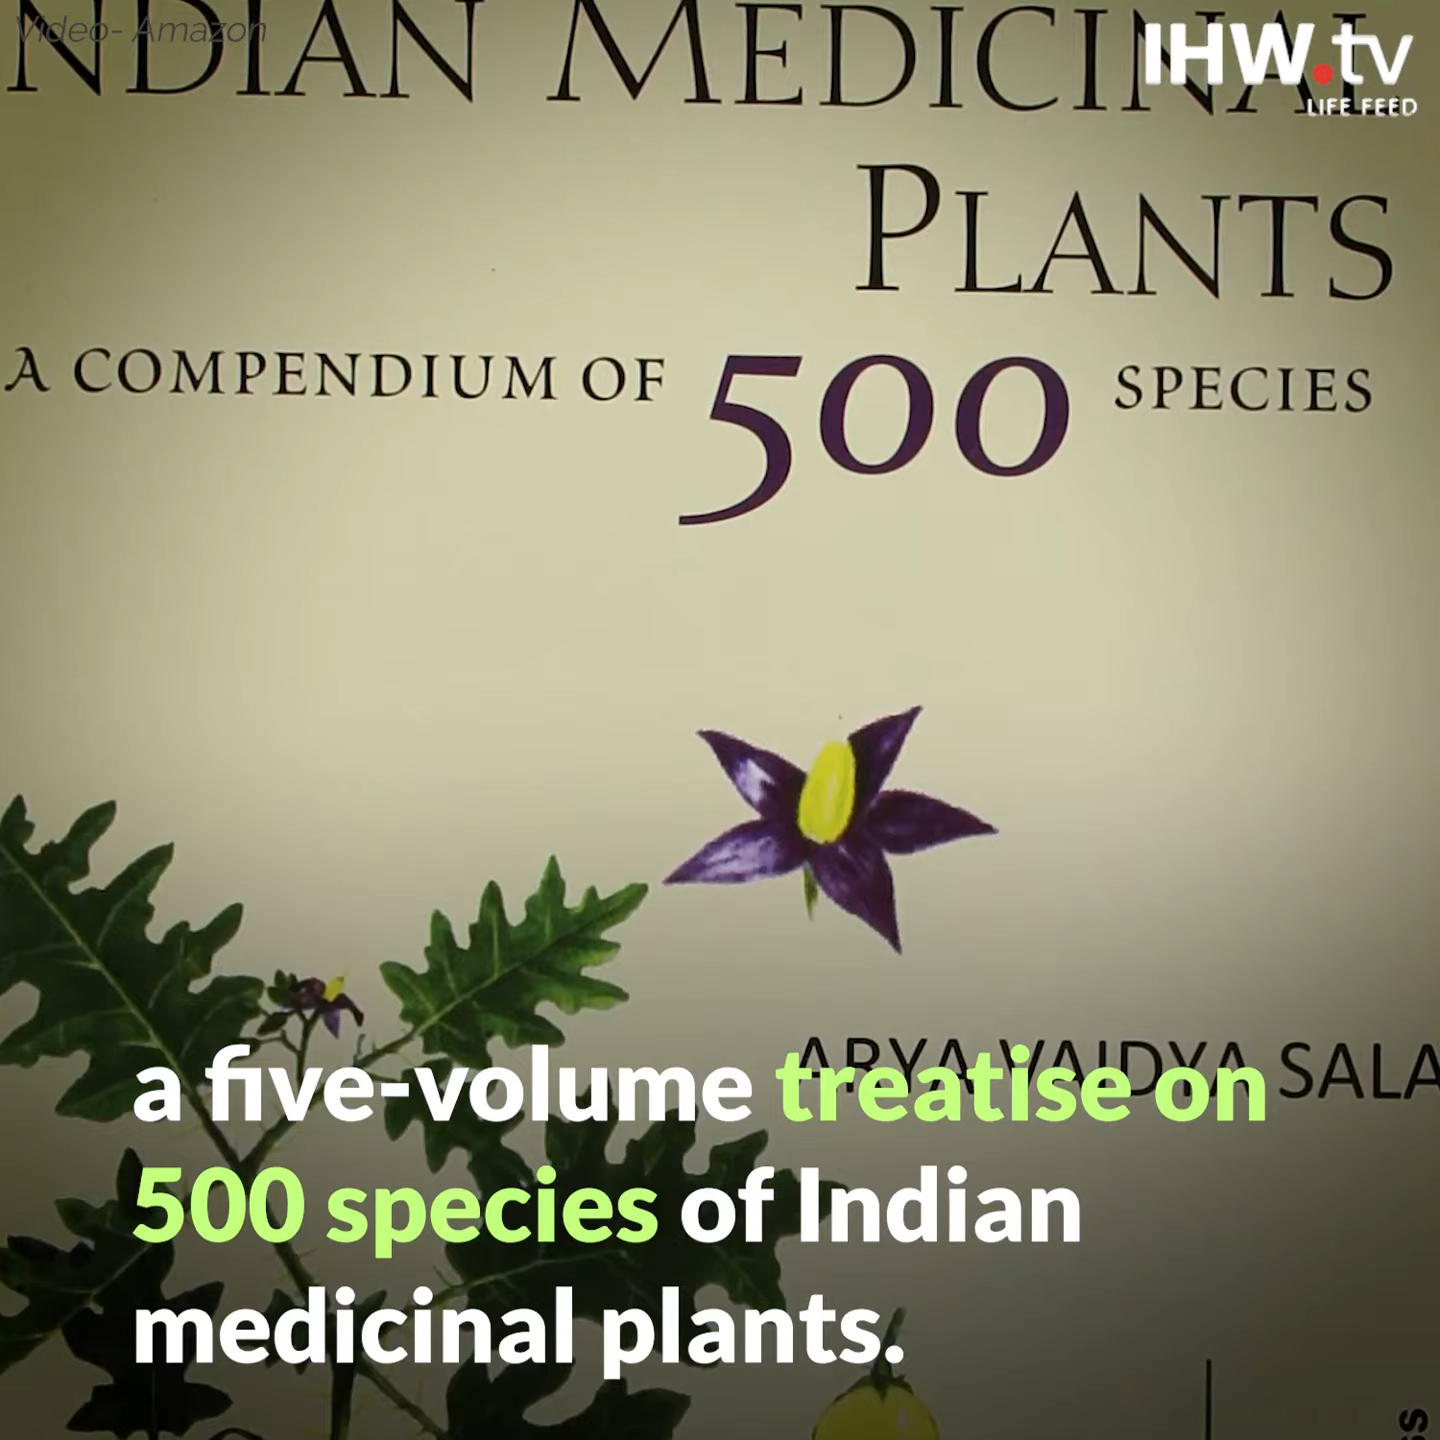 Video- Amazon
IHW.tv
LIFE FEED
NDIAN MEDICINAL
PLANTS
A COMPENDIUM OF 500 SPECIES
ARYA VAIDYA SALA
a five-volume treatise on
500 species of Indian
medicinal plants.